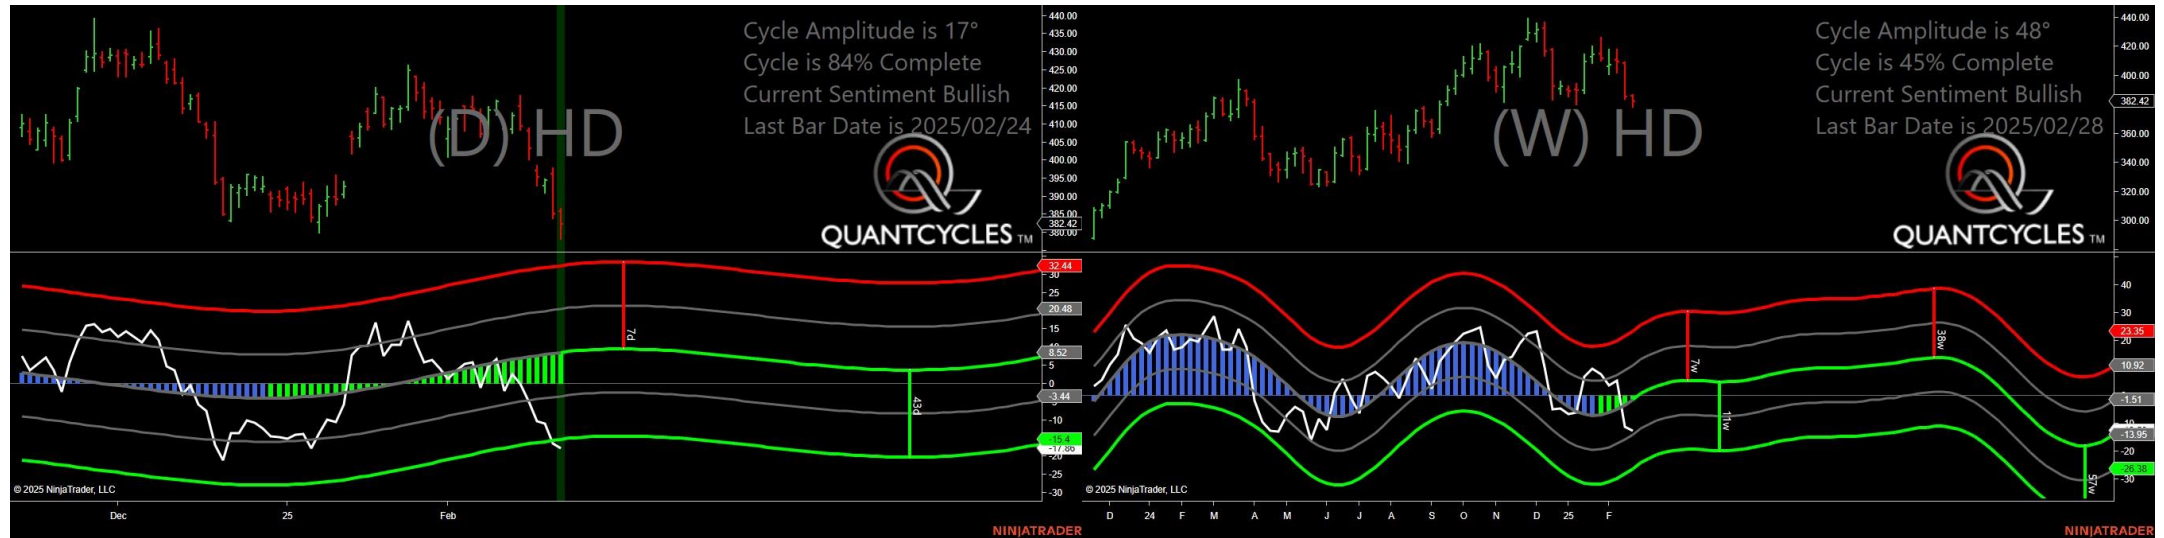 Cycle Amplitude is 17°
Cycle is 84% Complete
Current Sentiment Bullish
Last Bar Date is 2025/02/24
(D) HD
QUANTCYCLES TM
440.00
435.00
430.00
425.00
420.00
415.00
410.00
405.00
400.00
395.00
390.00
385.00
382.42
380.00
32.44
30
25
20.48
15
8.52
5
0
-3.44
-5
-10
-15.4
-17.86
-20
-25
-30
7d
43d
© 2025 NinjaTrader, LLC
Dec
25
Feb
NINJATRADER
Cycle Amplitude is 48°
Cycle is 45% Complete
Current Sentiment Bullish
Last Bar Date is 2025/02/28
(W) HD
QUANTCYCLES TM
440.00
420.00
400.00
382.42
360.00
340.00
320.00
300.00
40
30
23.35
20
10.92
-1.51
-10
-13.95
-20
-26.38
-30
7w
11w
38w
57w
© 2025 NinjaTrader, LLC
D
24
F
M
A
M
J
J
A
S
O
N
D
25
F
NINJATRADER